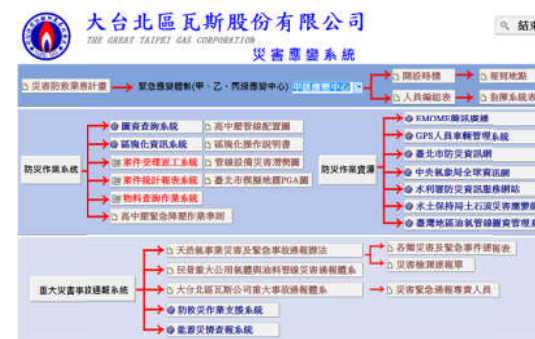 大台北區瓦斯股份有限公司
THE GREAT TAIPEI GAS CORPORATION
災害應變系統
結束
災害防救業務計畫
緊急應變體制(甲、乙、丙級應變中心)
甲級應變中心
開設時機
報到地點
人員編組表
指揮系統表
防災作業系統
圖資查詢系統
高中壓管線配置圖
區塊化資訊系統
區塊化操作說明書
案件受理派工系統
管線設備災害潛勢圖
案件統計報表系統
臺北市模擬地震PGA圖
物料查詢作業系統
高中壓緊急降壓作業準則
防災作業資源
EMOME簡訊廣播
GPS人員車輛管理系統
臺北市防災資訊網
中央氣象局全球資訊網
水利署防災資訊服務網站
水土保持局土石流災害應變
臺灣地區油氣管線圖資管理系
重大災害事故通報系統
天然氣事業災害及緊急事故通報辦法
各類災害及緊急事件速報表
災害檢測速報單
民營重大公用氣體與油料管線災害通報體系
大台北區瓦斯公司重大事故通報體系
災害緊急通報專責人員
防救災作業支援系統
能源災情查報系統